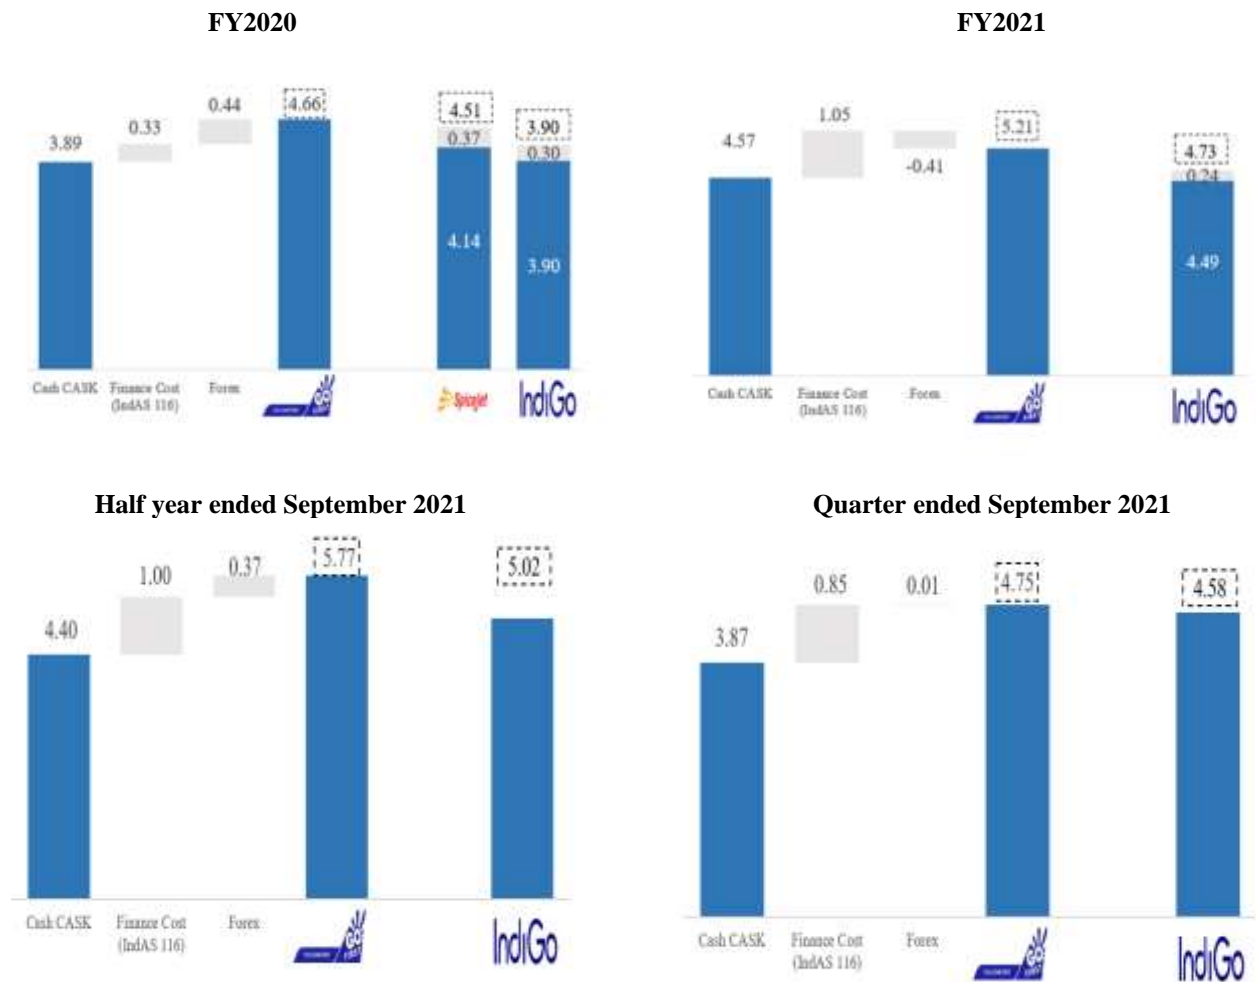 FY2020
FY2021
0.44
4.66
4.51
3.90
0.33
3.89
0.37
0.30
4.14
3.90
Cash CASK
Finance Cost
(IndAS 116)
Forex
Spicejet
IndiGo
1.05
5.21
4.57
-0.41
4.73
0.24
4.49
Cash CASK
Finance Cost
(IndAS 116)
Forex
IndiGo
Half year ended September 2021
Quarter ended September 2021
5.77
0.37
5.02
1.00
4.40
Cash CASK
Finance Cost
(IndAS 116)
Forex
IndiGo
0.85
0.01
4.75
4.58
3.87
Cash CASK
Finance Cost
(IndAS 116)
Forex
IndiGo